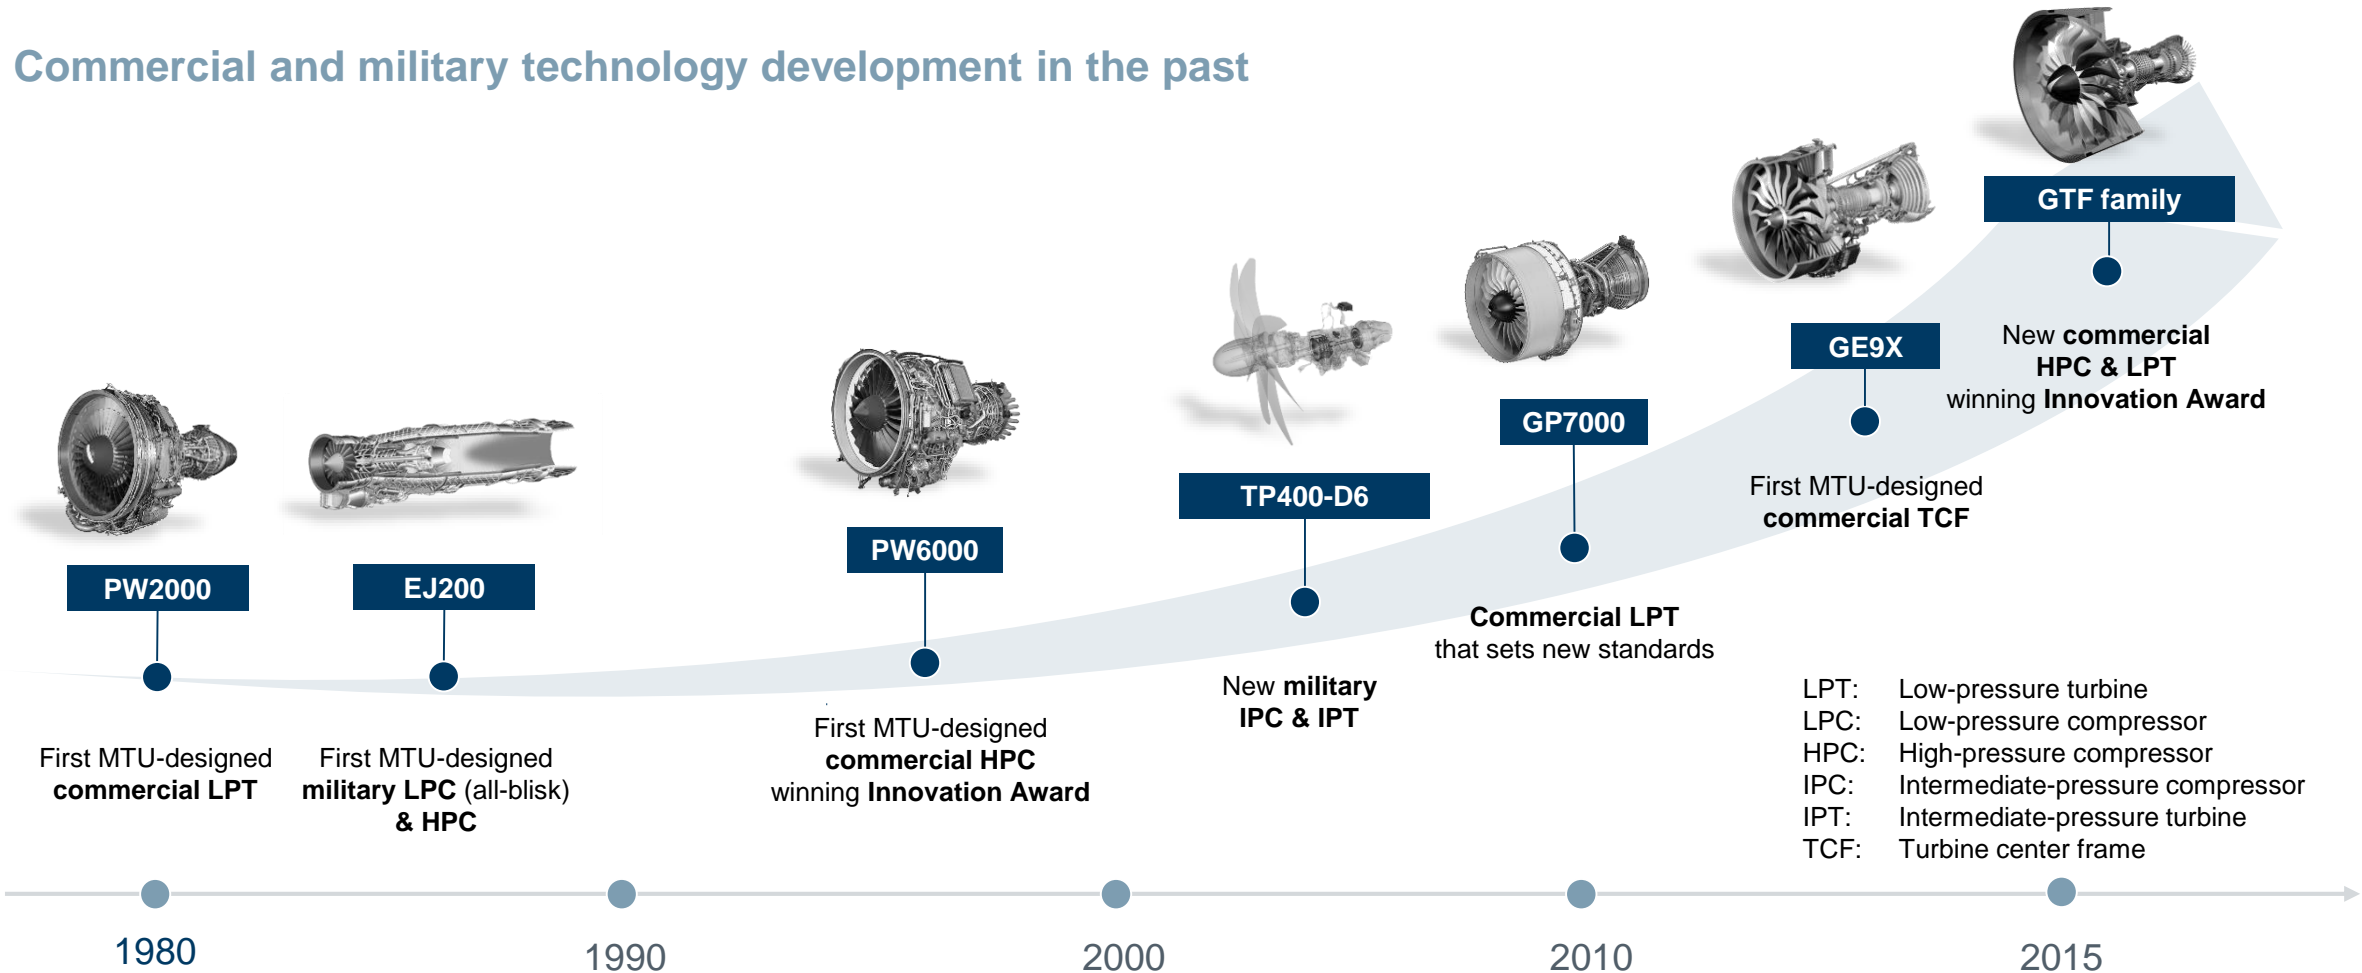 Commercial and military technology development in the past
PW2000
First MTU-designed
commercial LPT
EJ200
First MTU-designed
military LPC (all-blisk)
& HPC
PW6000
First MTU-designed
commercial HPC
winning Innovation Award
TP400-D6
New military
IPC & IPT
GP7000
Commercial LPT
that sets new standards
GE9X
First MTU-designed
commercial TCF
GTF family
New commercial
HPC & LPT
winning Innovation Award
LPT: Low-pressure turbine
LPC: Low-pressure compressor
HPC: High-pressure compressor
IPC: Intermediate-pressure compressor
IPT: Intermediate-pressure turbine
TCF: Turbine center frame
1980
1990
2000
2010
2015